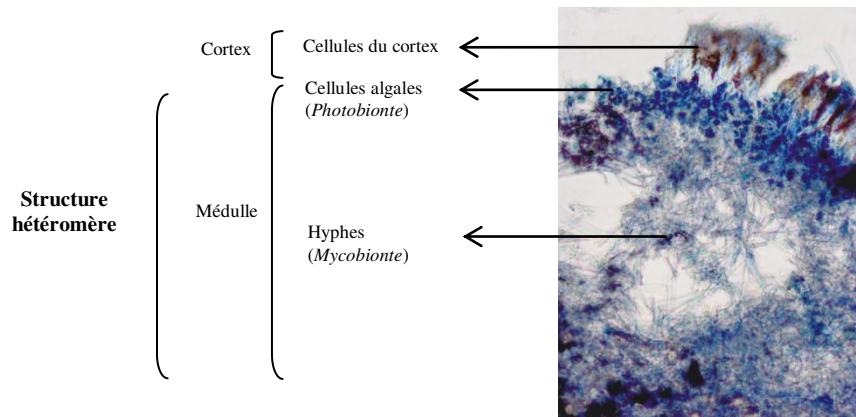 Cortex
Cellules du cortex
Cellules algales
(Photobionte)
Structure
hétéromère
Médulle
Hyphes
(Mycobionte)